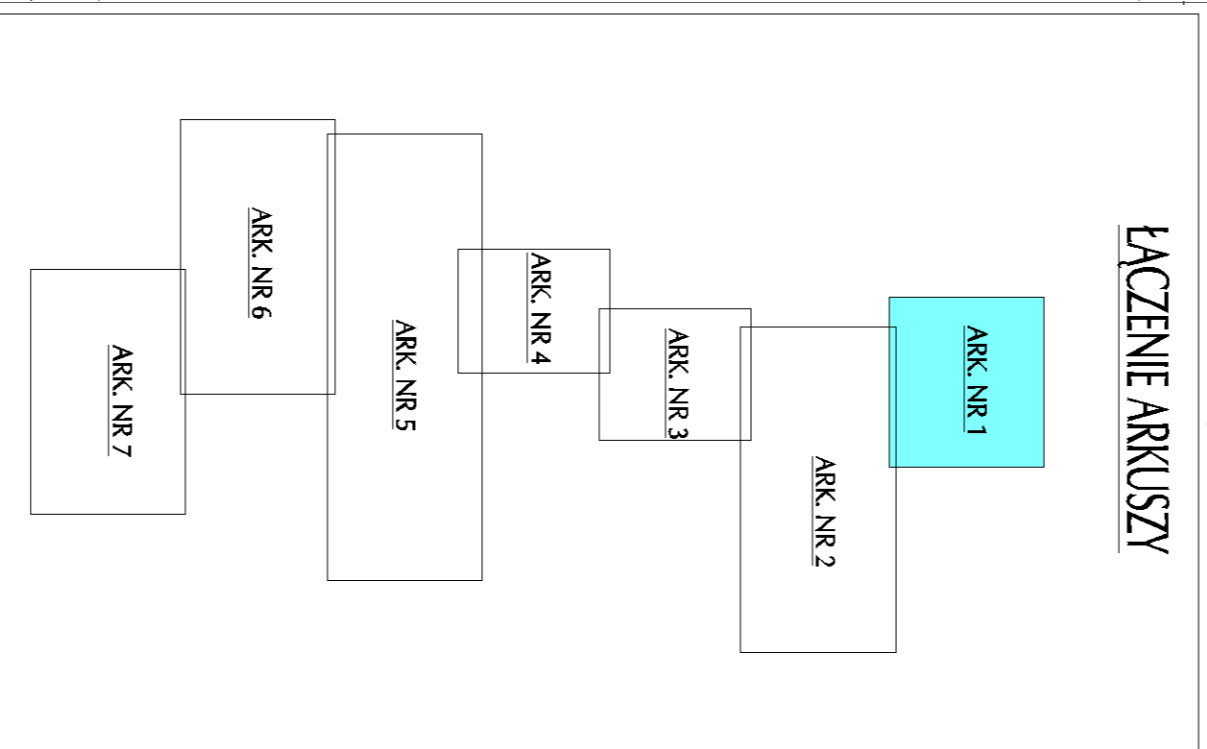 ŁĄCZENIE ARKUSZY
ARK. NR 1
ARK. NR 2
ARK. NR 3
ARK. NR 4
ARK. NR 5
ARK. NR 6
ARK. NR 7